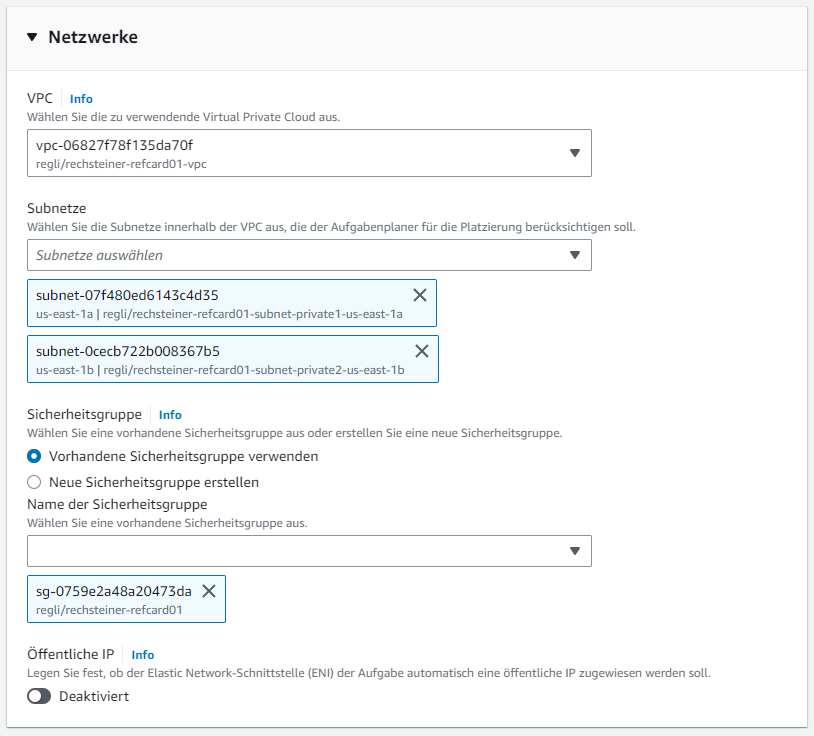 Netzwerke
VPC Info
Wählen Sie die zu verwendende Virtual Private Cloud aus.
vpc-06827f78f135da70f
regli/rechsteiner-refcard01-vpc
Subnetze
Wählen Sie die Subnetze innerhalb der VPC aus, die der Aufgabenplaner für die Platzierung berücksichtigen soll.
Subnetze auswählen
subnet-07f480ed6143c4d35
us-east-1a | regli/rechsteiner-refcard01-subnet-private1-us-east-1a
subnet-0cecb722b008367b5
us-east-1b | regli/rechsteiner-refcard01-subnet-private2-us-east-1b
Sicherheitsgruppe Info
Wählen Sie eine vorhandene Sicherheitsgruppe aus oder erstellen Sie eine neue Sicherheitsgruppe.
Vorhandene Sicherheitsgruppe verwenden
Neue Sicherheitsgruppe erstellen
Name der Sicherheitsgruppe
Wählen Sie eine vorhandene Sicherheitsgruppe aus.
sg-0759e2a48a20473da
regli/rechsteiner-refcard01
Öffentliche IP Info
Legen Sie fest, ob der Elastic Network-Schnittstelle (ENI) der Aufgabe automatisch eine öffentliche IP zugewiesen werden soll.
Deaktiviert